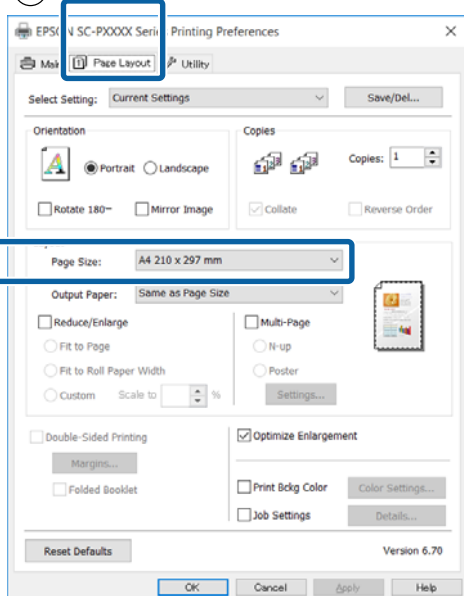 EPSON SC-PXXXX Seri Printing Preferences
Page Layout Utility
Select Setting: Current Settings Save/Del...
Orientation Copies
Portrait Landscape Copies: 1
Rotate 180° Mirror Image Collate Reverse Order
Page Size: A4 210 x 297 mm
Output Paper: Same as Page Size
Reduce/Enlarge Multi-Page
Fit to Page N-up
Fit to Roll Paper Width Poster
Custom Scale to % Settings...
Double-Sided Printing Optimize Enlargement
Margins...
Folded Booklet Print Bckg Color Color Settings...
Job Settings Details...
Reset Defaults Version 6.70
OK Cancel Apply Help